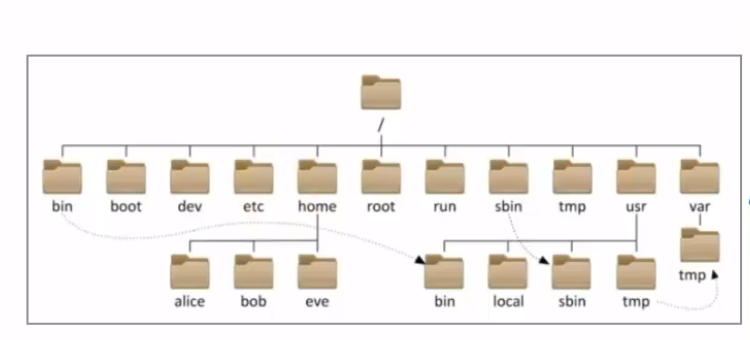 /
bin boot dev etc home root run sbin tmp usr var
tmp
alice bob eve bin local sbin tmp